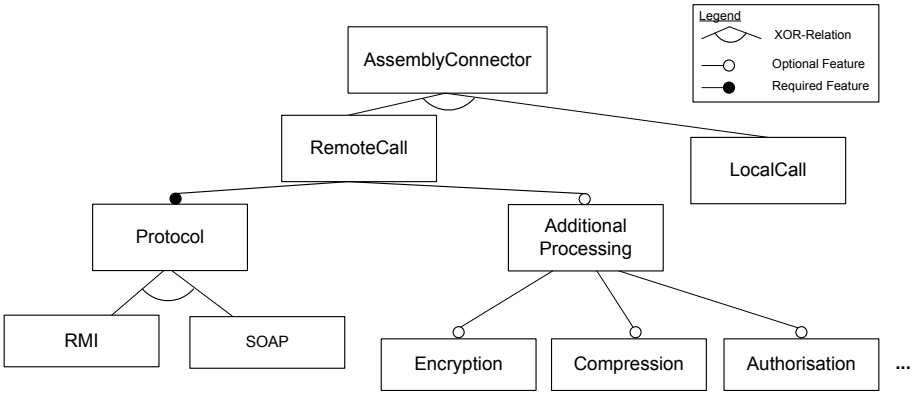 Legend
XOR-Relation
Optional Feature
Required Feature
AssemblyConnector
RemoteCall
LocalCall
Protocol
Additional
Processing
RMI
SOAP
Encryption
Compression
Authorisation
...